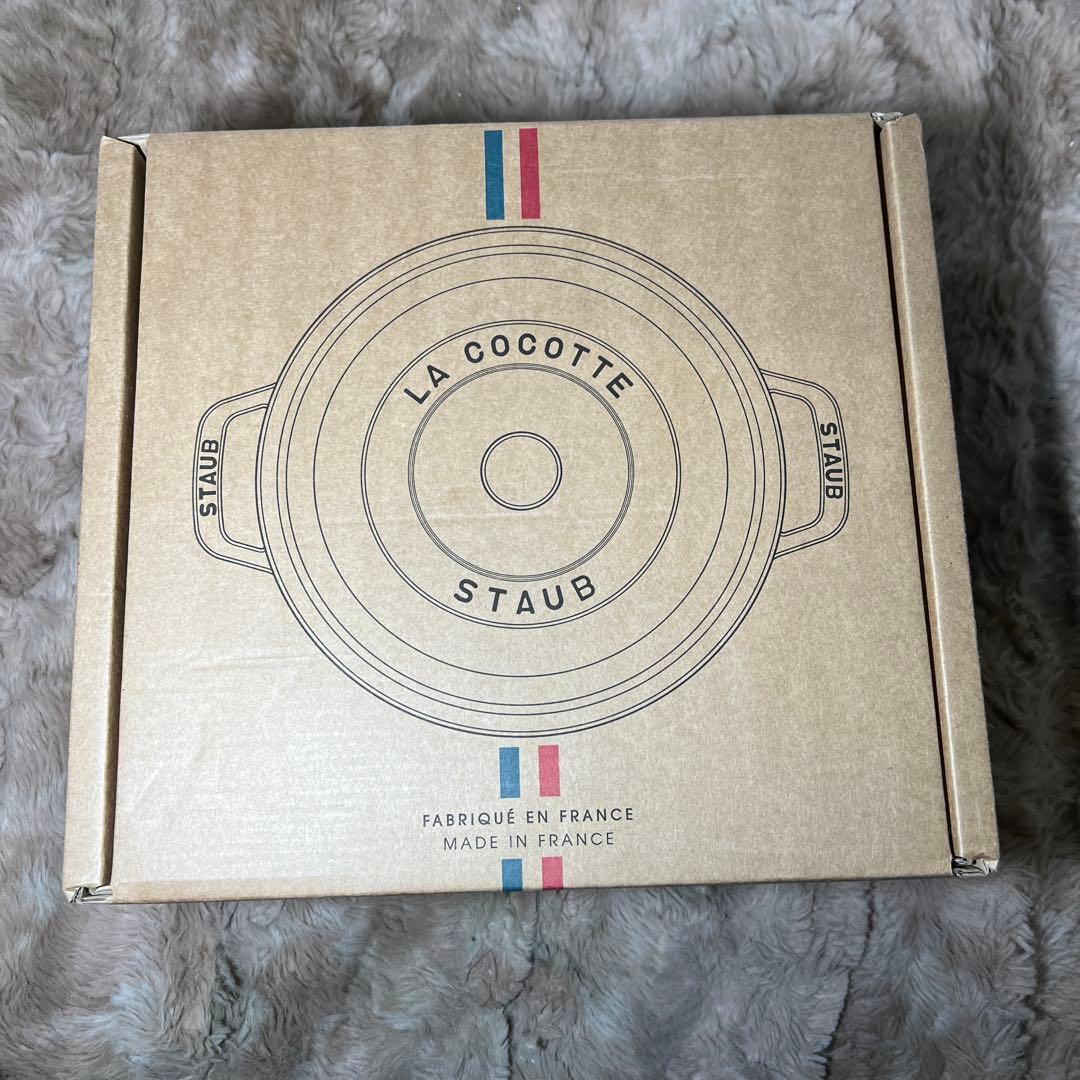 LA COCOTTE
STAUB
STAUB
STAUB
FABRIQUÉ EN FRANCE
MADE IN FRANCE